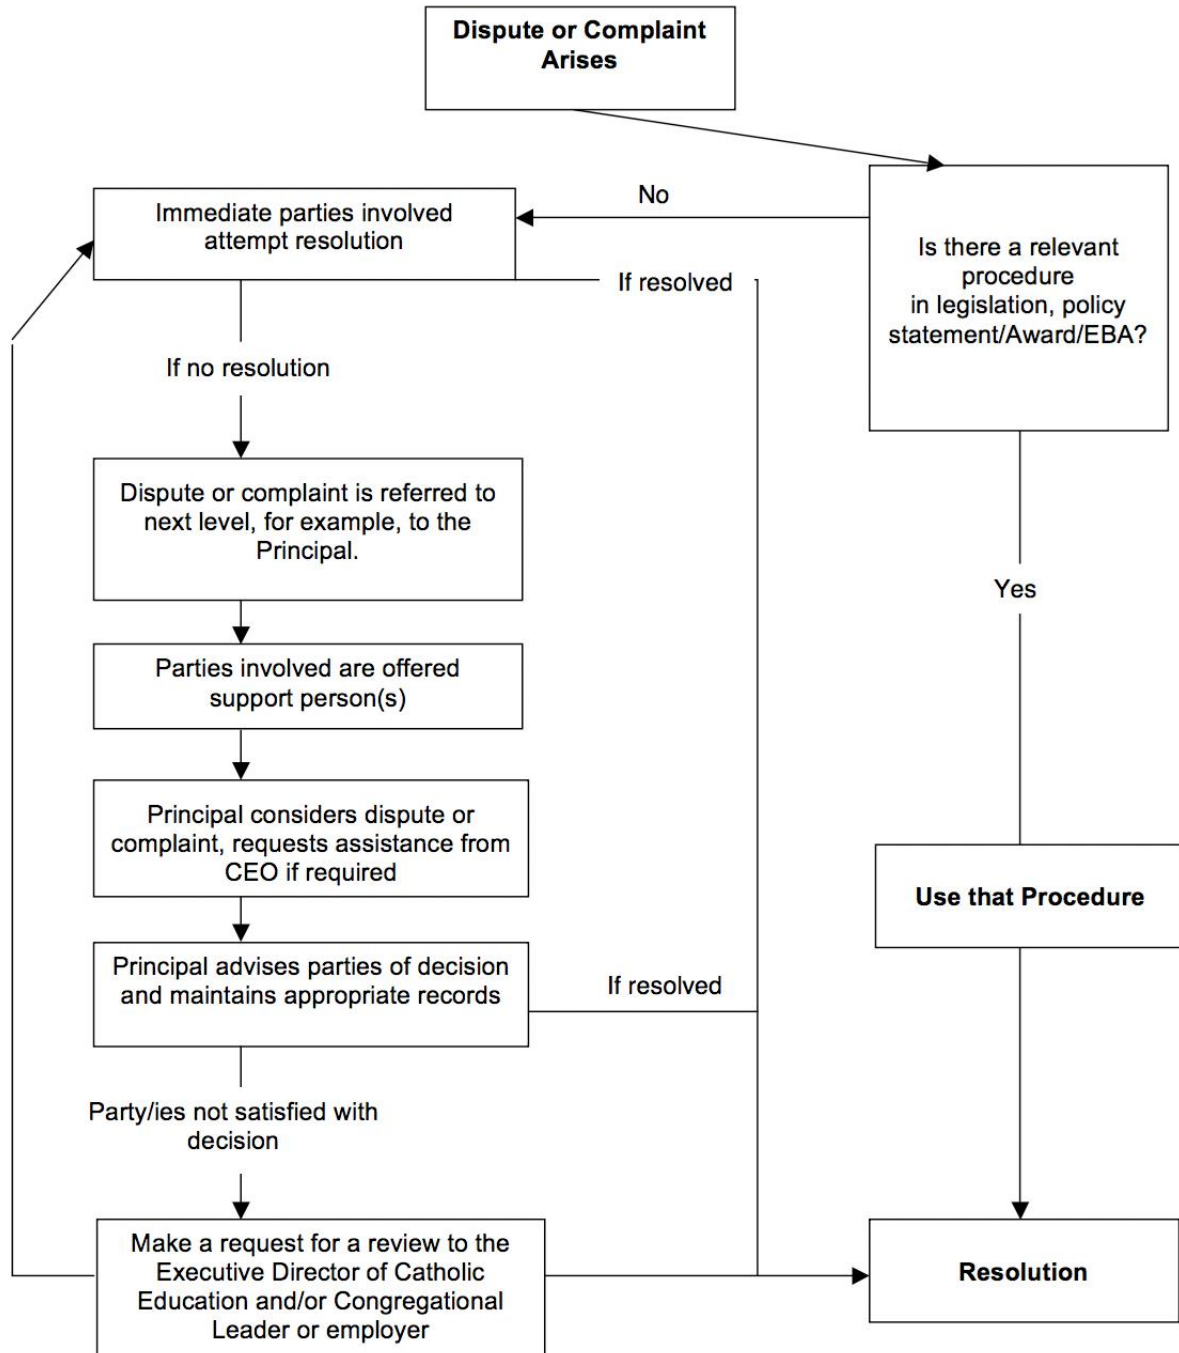 Dispute or Complaint
Arises
No
Immediate parties involved
attempt resolution
Is there a relevant
procedure
in legislation, policy
statement/Award/EBA?
If resolved
If no resolution
Dispute or complaint is referred to
next level, for example, to the
Principal.
Yes
Parties involved are offered
support person(s)
Principal considers dispute or
complaint, requests assistance from
CEO if required
Use that Procedure
Principal advises parties of decision
and maintains appropriate records
If resolved
Party/ies not satisfied with
decision
Make a request for a review to the
Executive Director of Catholic
Education and/or Congregational
Leader or employer
Resolution